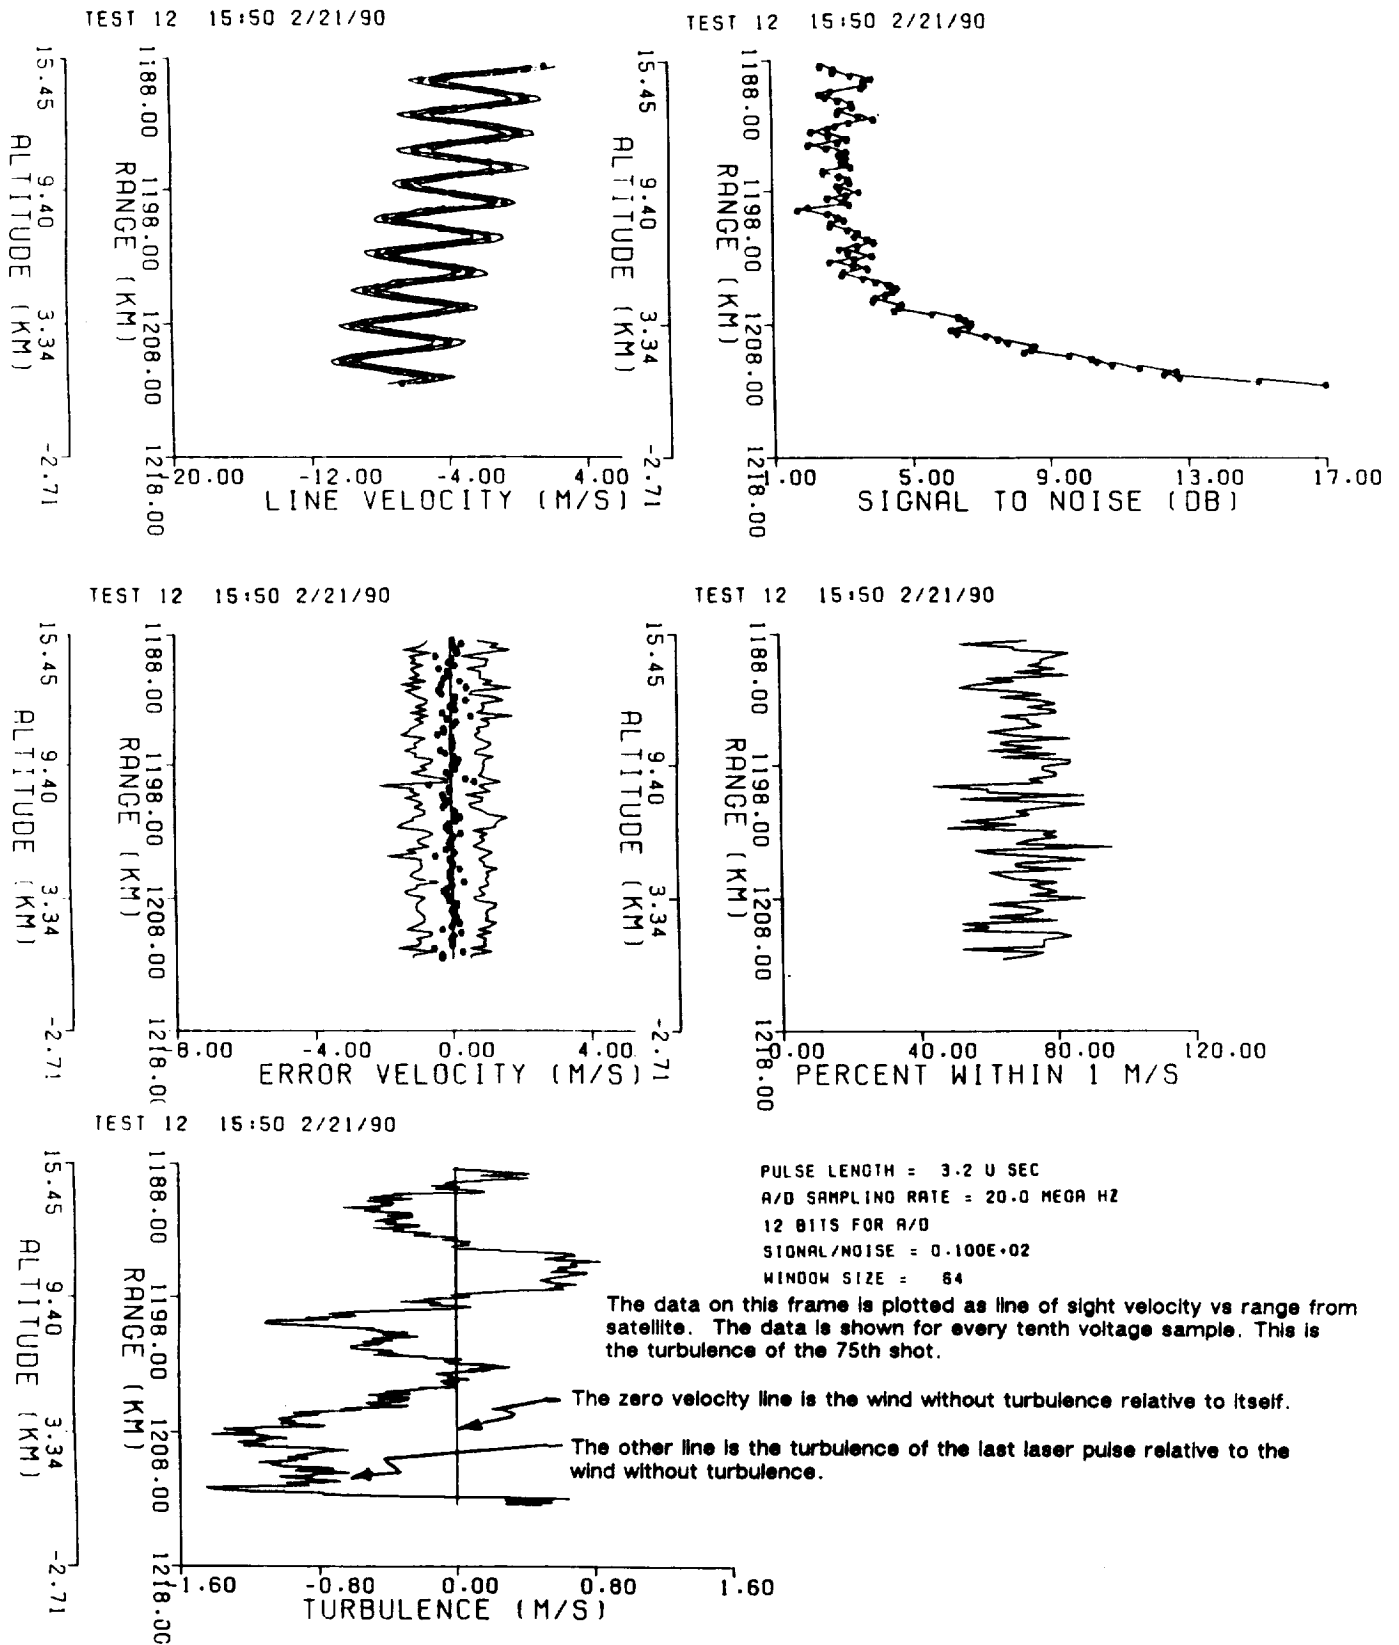 TEST 12 15:50 2/21/90
15.45
9.40
3.34
-2.71
ALTITUDE (KM)
1188.00
1198.00
1208.00
1218.00
RANGE (KM)
-20.00 -12.00 -4.00 4.00
LINE VELOCITY (M/S)
TEST 12 15:50 2/21/90
15.45
9.40
3.34
-2.71
ALTITUDE (KM)
1188.00
1198.00
1208.00
1218.00
RANGE (KM)
1.00 5.00 9.00 13.00 17.00
SIGNAL TO NOISE (DB)
TEST 12 15:50 2/21/90
15.45
9.40
3.34
-2.71
ALTITUDE (KM)
1188.00
1198.00
1208.00
1218.00
RANGE (KM)
-8.00 -4.00 0.00 4.00
ERROR VELOCITY (M/S)
TEST 12 15:50 2/21/90
15.45
9.40
3.34
-2.71
ALTITUDE (KM)
1188.00
1198.00
1208.00
1218.00
RANGE (KM)
0.00 40.00 80.00 120.00
PERCENT WITHIN 1 M/S
TEST 12 15:50 2/21/90
15.45
9.40
3.34
-2.71
ALTITUDE (KM)
1188.00
1198.00
1208.00
1218.00
RANGE (KM)
-1.60 -0.80 0.00 0.80 1.60
TURBULENCE (M/S)
PULSE LENGTH = 3.2 U SEC
A/D SAMPLING RATE = 20.0 MEGA HZ
12 BITS FOR A/D
SIGNAL/NOISE = 0.100E+02
WINDOW SIZE = 64
The data on this frame is plotted as line of sight velocity vs range from
satellite. The data is shown for every tenth voltage sample. This is
the turbulence of the 75th shot.
The zero velocity line is the wind without turbulence relative to itself.
The other line is the turbulence of the last laser pulse relative to the
wind without turbulence.